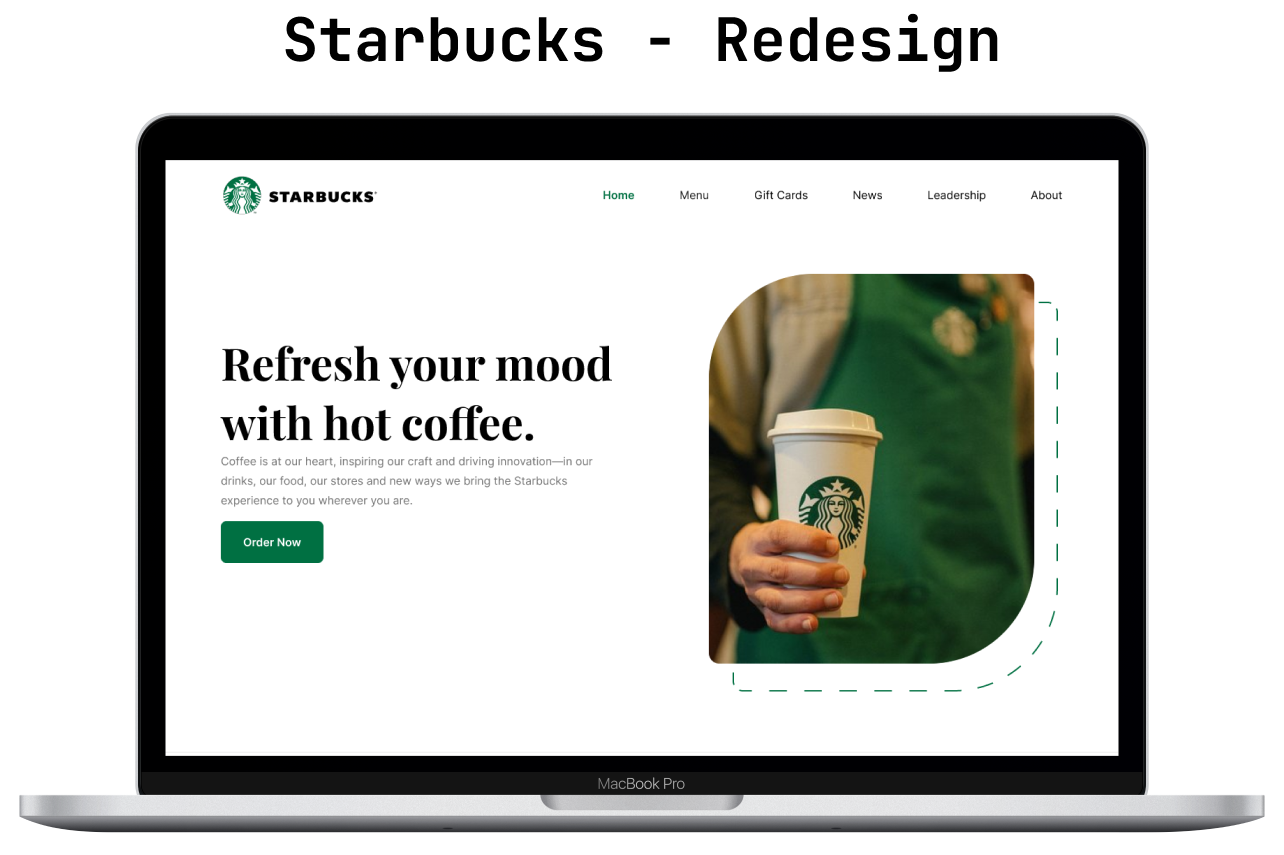 Starbucks - Redesign
STARBUCKS
Home Menu Gift Cards News Leadership About
Refresh your mood
with hot coffee.
Coffee is at our heart, inspiring our craft and driving innovation—in our
drinks, our food, our stores and new ways we bring the Starbucks
experience to you wherever you are.
Order Now
MacBook Pro